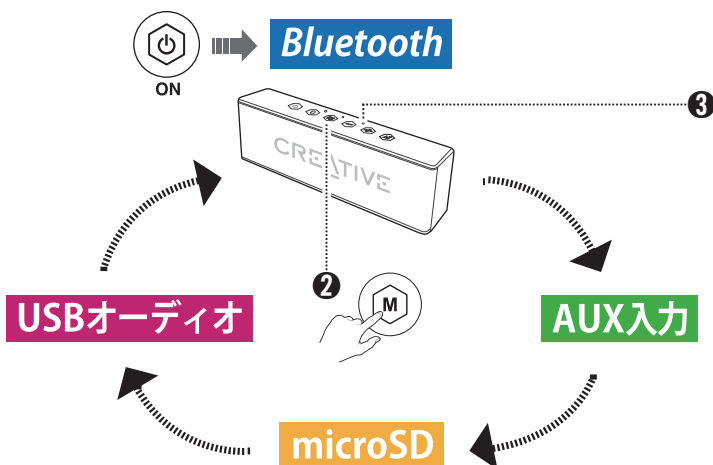 Bluetooth
ON
❸
CREATIVE
❷
M
USBオーディオ
AUX入力
microSD